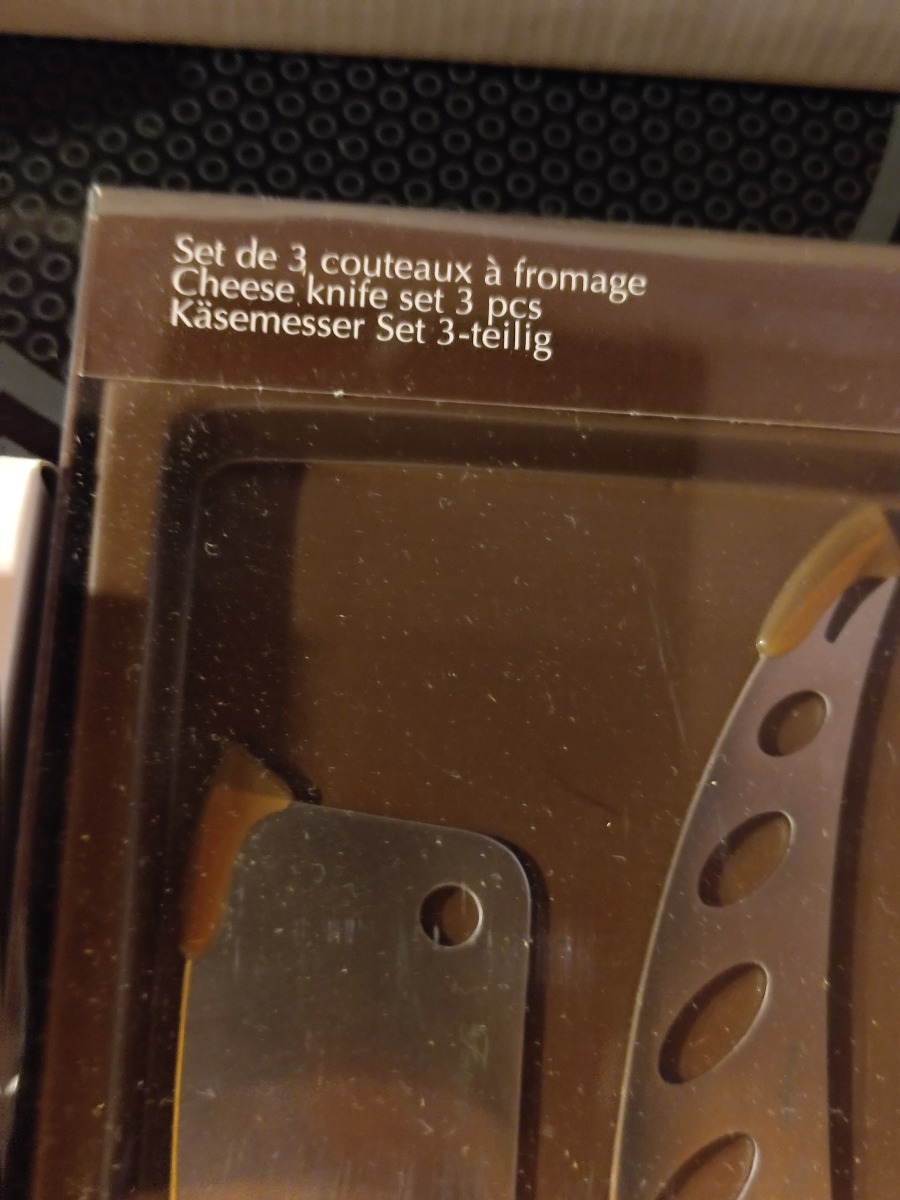 Set de 3 couteaux à fromage
Cheese knife set 3 pcs
Käsemesser Set 3-teilig